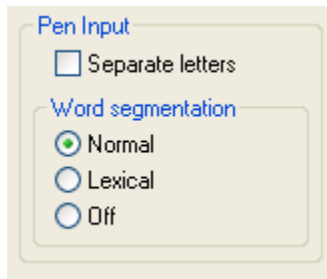 Pen Input
Separate letters
Word segmentation
Normal
Lexical
Off